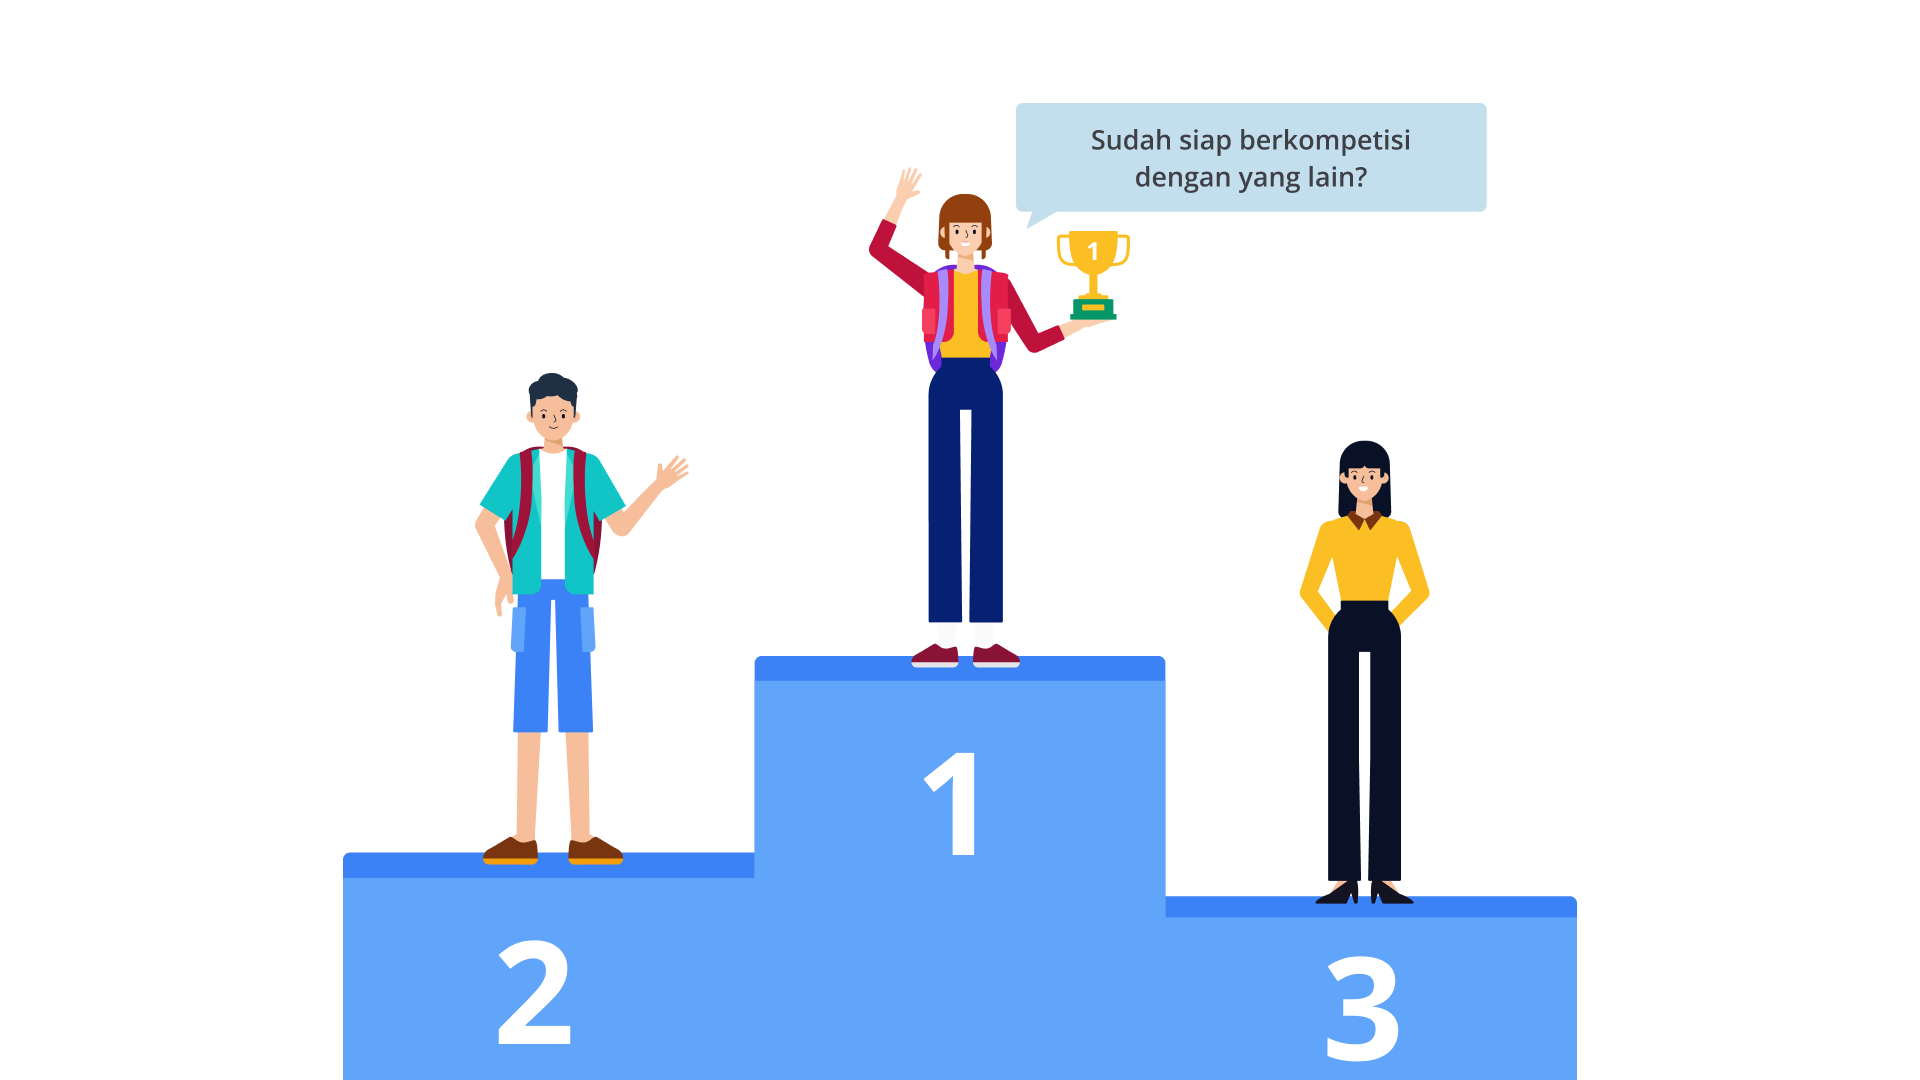 Sudah siap berkompetisi
dengan yang lain?
1
1
2
3